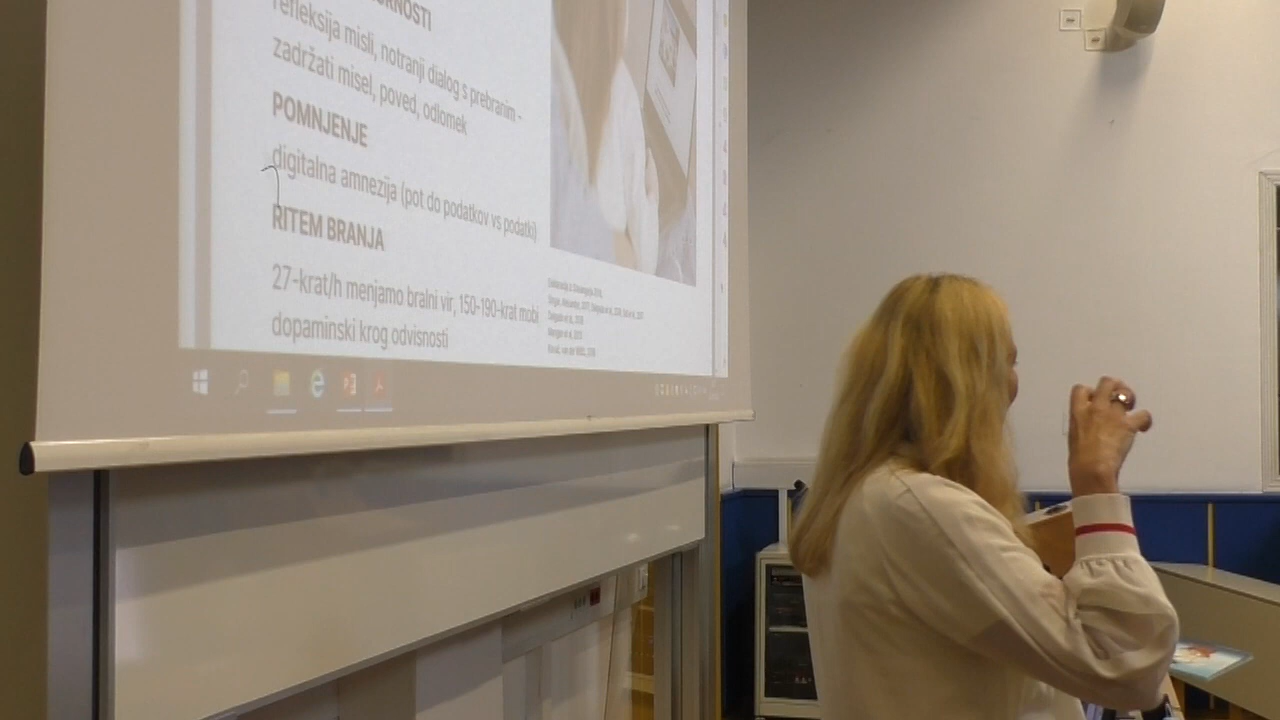 refleksija misli, notranji dialog s prebranim -
zadržati misel, poved, odlomek
POMNJENJE
digitalna amnezija (pot do podatkov vs podatki)
RITEM BRANJA
27-krat/h menjamo bralni vir, 150-190-krat mobi
dopaminski krog odvisnosti